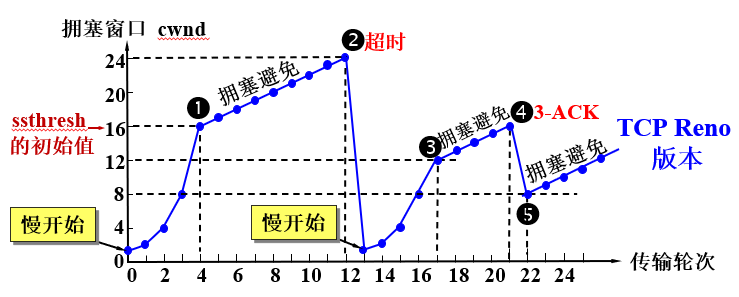 拥塞窗口 cwnd
24
20
16
12
8
4
0
ssthresh
的初始值
慢开始
❶
拥塞避免
❷
超时
慢开始
❸
拥塞避免
❹
3-ACK
拥塞避免
❺
TCP Reno
版本
0 2 4 6 8 10 12 14 16 18 20 22 24
传输轮次